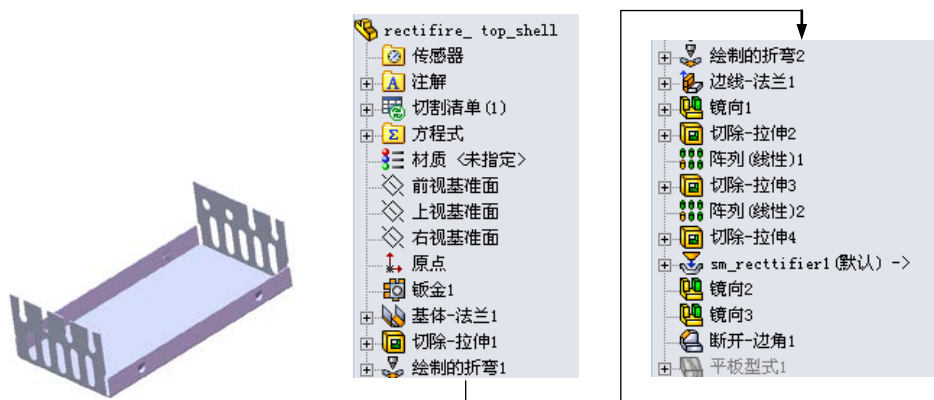 rectifire_ top_shell
传感器
A 注解
切割清单(1)
Σ 方程式
材质 <未指定>
前视基准面
上视基准面
右视基准面
原点
钣金1
基体-法兰1
切除-拉伸1
绘制的折弯1
绘制的折弯2
边线-法兰1
镜向1
切除-拉伸2
阵列(线性)1
切除-拉伸3
阵列(线性)2
切除-拉伸4
sm_recttifier1(默认) ->
镜向2
镜向3
断开-边角1
平板型式1